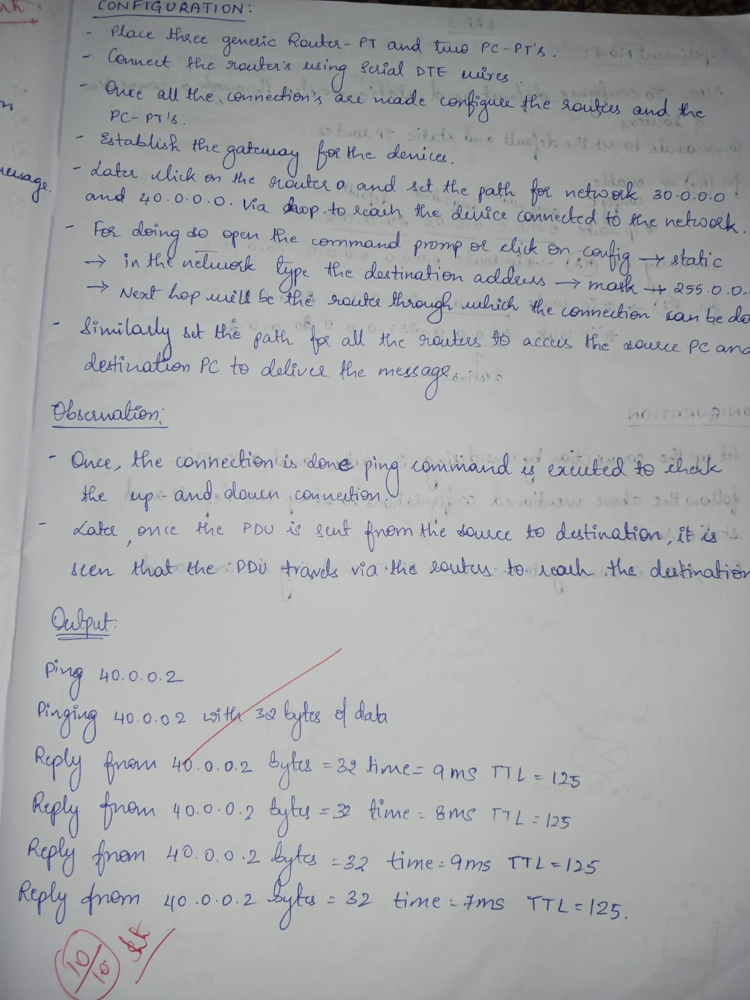 CONFIGURATION:
- Place three generic Router-PT and two PC-PT's.
- Connect the router's using Serial DTE wires.
- Once all the connection's are made configure the routers and the
PC-PT's.
- Establish the gateway for the devices.
- Later click on the router 0, and set the path for network 30.0.0.0
message.
and 40.0.0.0. Via hop to reach the device connected to the network.
- For doing so open the command promp or click on config → static
→ in the network type the destination address → mask → 255.0.0.
→ Next hop will be the router through which the connection can be do
- Similarly set the path for all the routers to access the source PC and
destination PC to deliver the message.
Observation:
- Once, the connection is done ping command is excuted to check
the up-and-down connection.
- Later, once the PDU is sent from the source to destination, it is
seen that the PDU travels via the routers to reach the destination
Output:
Ping 40.0.0.2
Pinging 40.0.02 with 32 bytes of data
Reply from 40.0.0.2 bytes = 32 time = 9ms TTL = 125
Reply from 40.0.0.2 bytes = 32 time = 8ms TTL = 125
Reply from 40.0.0.2 bytes = 32 time = 9ms TTL = 125
Reply from 40.0.0.2 bytes = 32 time = 7ms TTL = 125.
10/10